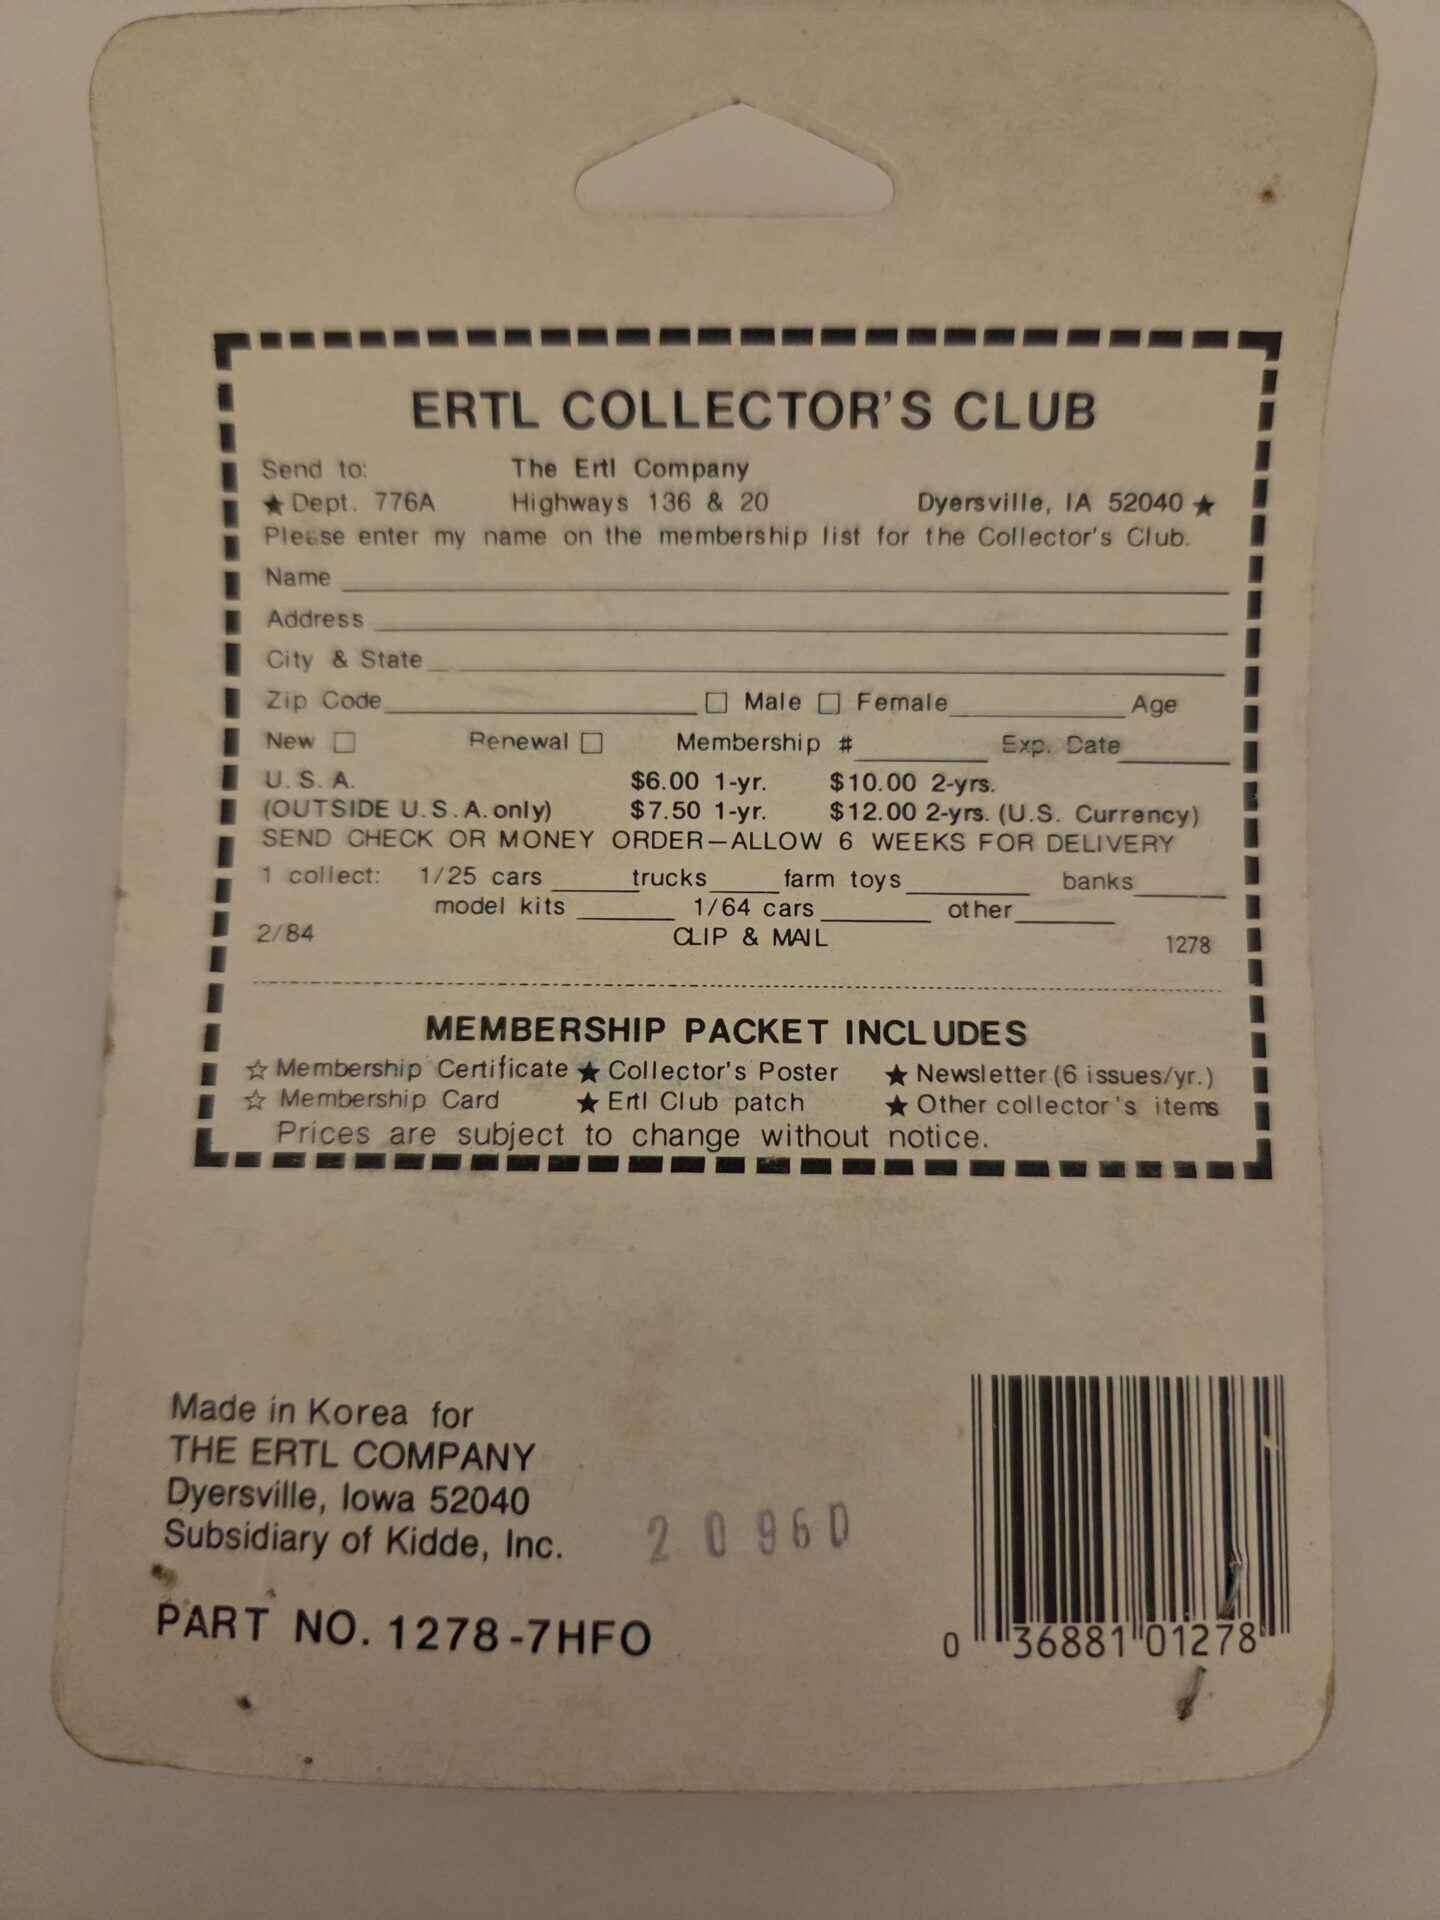 ERTL COLLECTOR'S CLUB
Send to: The Ertl Company
★ Dept. 776A Highways 136 & 20 Dyersville, IA 52040 ★
Please enter my name on the membership list for the Collector's Club.
Name
Address
City & State
Zip Code □ Male □ Female Age
New □ Renewal □ Membership # Exp. Date
U. S. A. $6.00 1-yr. $10.00 2-yrs.
(OUTSIDE U.S.A. only) $7.50 1-yr. $12.00 2-yrs. (U.S. Currency)
SEND CHECK OR MONEY ORDER—ALLOW 6 WEEKS FOR DELIVERY
1 collect: 1/25 cars trucks farm toys banks
model kits 1/64 cars other
2/84 CLIP & MAIL 1278
MEMBERSHIP PACKET INCLUDES
☆ Membership Certificate ★ Collector's Poster ★ Newsletter (6 issues/yr.)
☆ Membership Card ★ Ertl Club patch ★ Other collector's items
Prices are subject to change without notice.
Made in Korea for
THE ERTL COMPANY
Dyersville, Iowa 52040
Subsidiary of Kidde, Inc.
20960
PART NO. 1278-7HFO
0 36881 01278